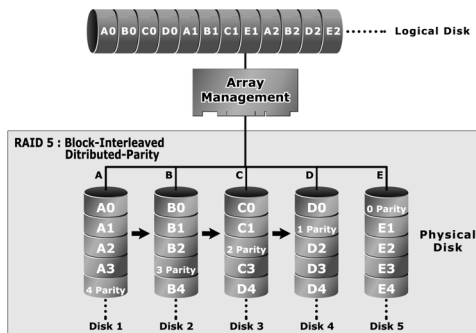 A0 B0 C0 D0 A1 B1 C1 E1 A2 B2 D2 E2
Logical Disk
Array
Management
RAID 5 : Block-Interleaved
Ditributed-Parity
A B C D E
A0 B0 C0 D0 0 Parity
A1 B1 C1 1 Parity E1
A2 B2 2 Parity D2 E2
A3 3 Parity C3 D3 E3
4 Parity B4 D4 D4 E4
Physical
Disk
Disk 1 Disk 2 Disk 3 Disk 4 Disk 5